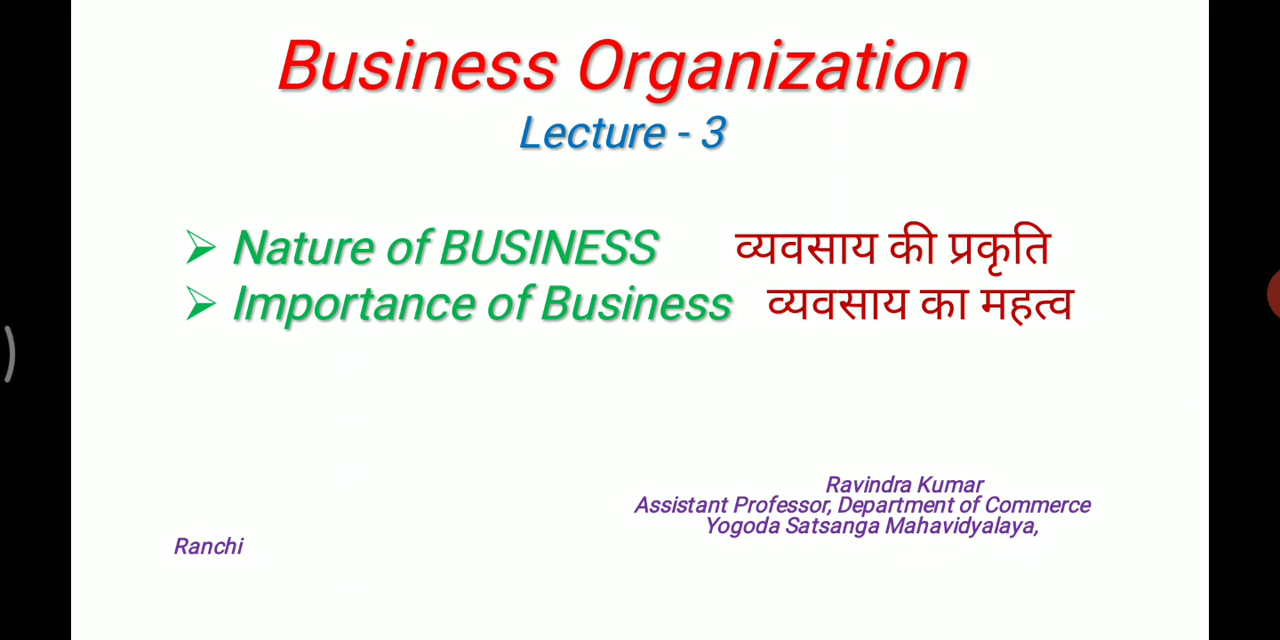 Business Organization
Lecture - 3
➢ Nature of BUSINESS व्यवसाय की प्रकृति
➢ Importance of Business व्यवसाय का महत्व
Ravindra Kumar
Assistant Professor, Department of Commerce
Yogoda Satsanga Mahavidyalaya,
Ranchi